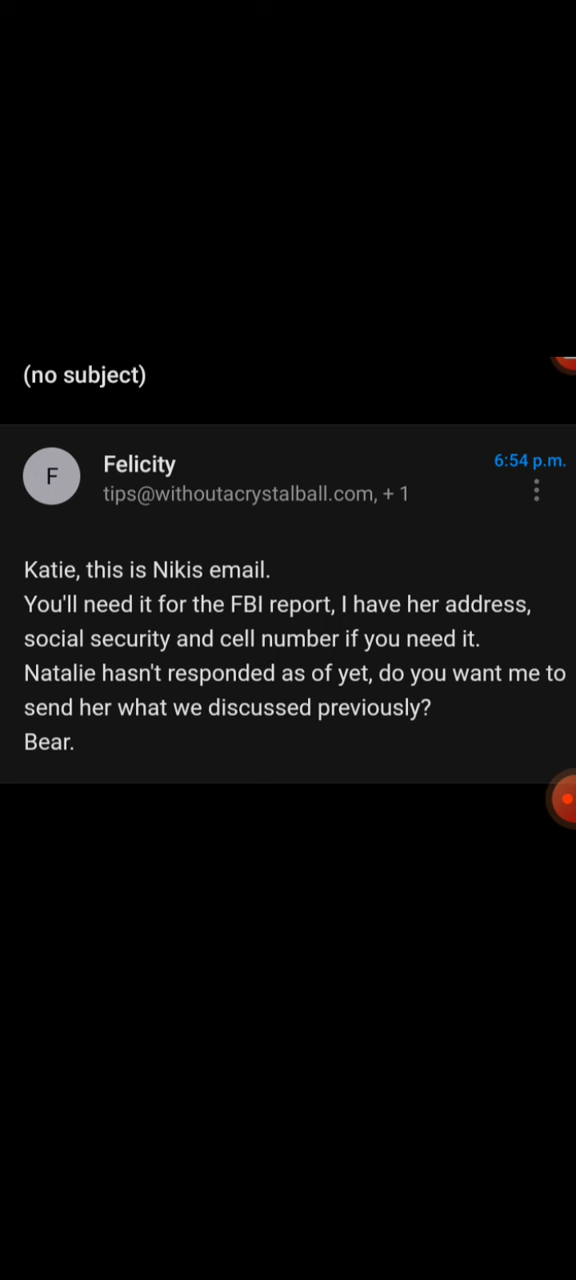 (no subject)
F
Felicity
6:54 p.m.
tips@withoutacrystalball.com, + 1
Katie, this is Nikis email.
You'll need it for the FBI report, I have her address,
social security and cell number if you need it.
Natalie hasn't responded as of yet, do you want me to
send her what we discussed previously?
Bear.